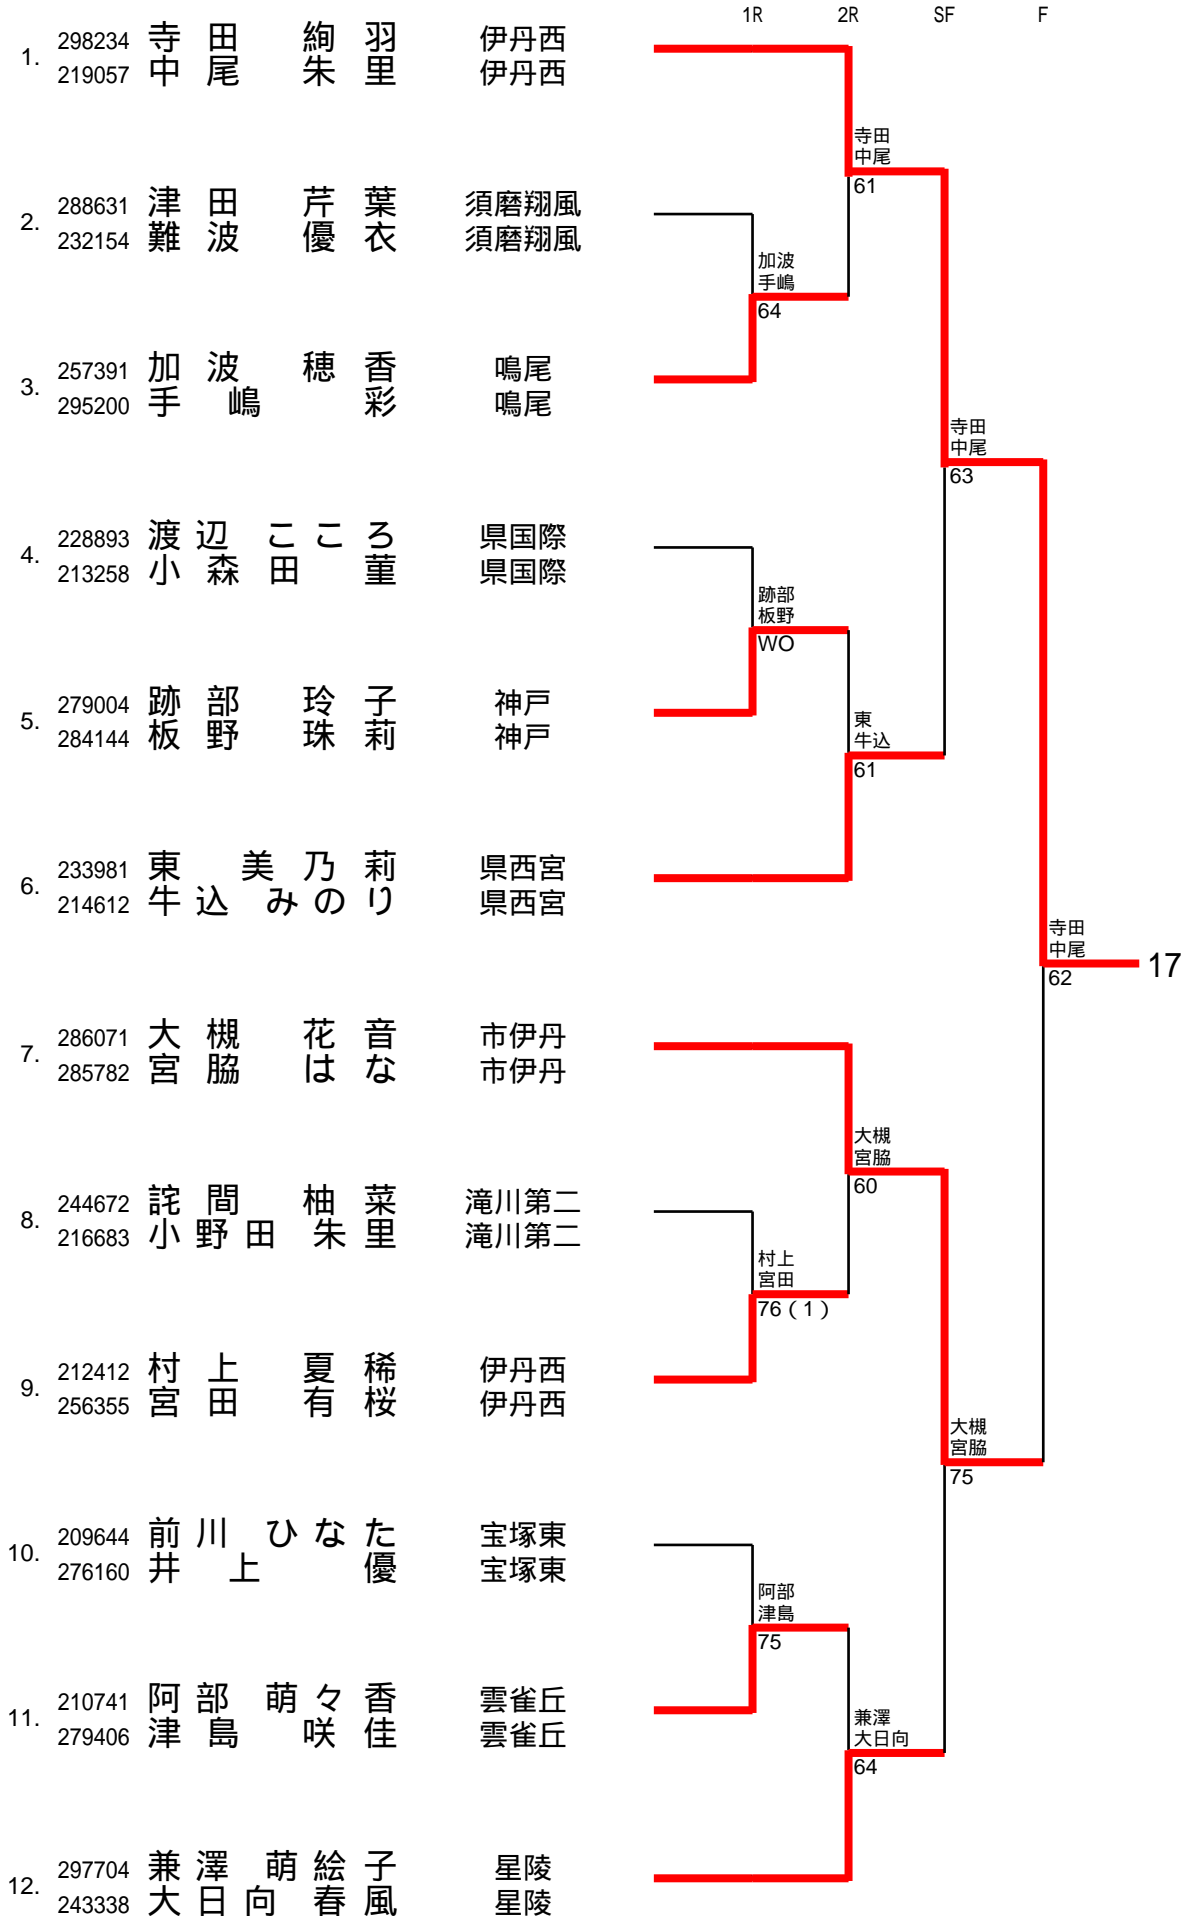 1R 2R SF F
1. 298234 寺田 絢羽 伊丹西
219057 中尾 朱里 伊丹西
寺田
中尾
61
2. 288631 津田 芹葉 須磨翔風
232154 難波 優衣 須磨翔風
加波
手嶋
64
3. 257391 加波 穂香 鳴尾
295200 手嶋 彩 鳴尾
寺田
中尾
63
4. 228893 渡辺 こころ 県国際
213258 小森田 菫 県国際
跡部
板野
WO
5. 279004 跡部 玲子 神戸
284144 板野 珠莉 神戸
東
牛込
61
6. 233981 東 美乃莉 県西宮
214612 牛込 みのり 県西宮
寺田
中尾
62
17
7. 286071 大槻 花音 市伊丹
285782 宮脇 はな 市伊丹
大槻
宮脇
60
8. 244672 詫間 柚菜 滝川第二
216683 小野田 朱里 滝川第二
村上
宮田
76（1）
9. 212412 村上 夏稀 伊丹西
256355 宮田 有桜 伊丹西
大槻
宮脇
75
10. 209644 前川 ひなた 宝塚東
276160 井上 優 宝塚東
阿部
津島
75
11. 210741 阿部 萌々香 雲雀丘
279406 津島 咲佳 雲雀丘
兼澤
大日向
64
12. 297704 兼澤 萌絵子 星陵
243338 大日向 春風 星陵